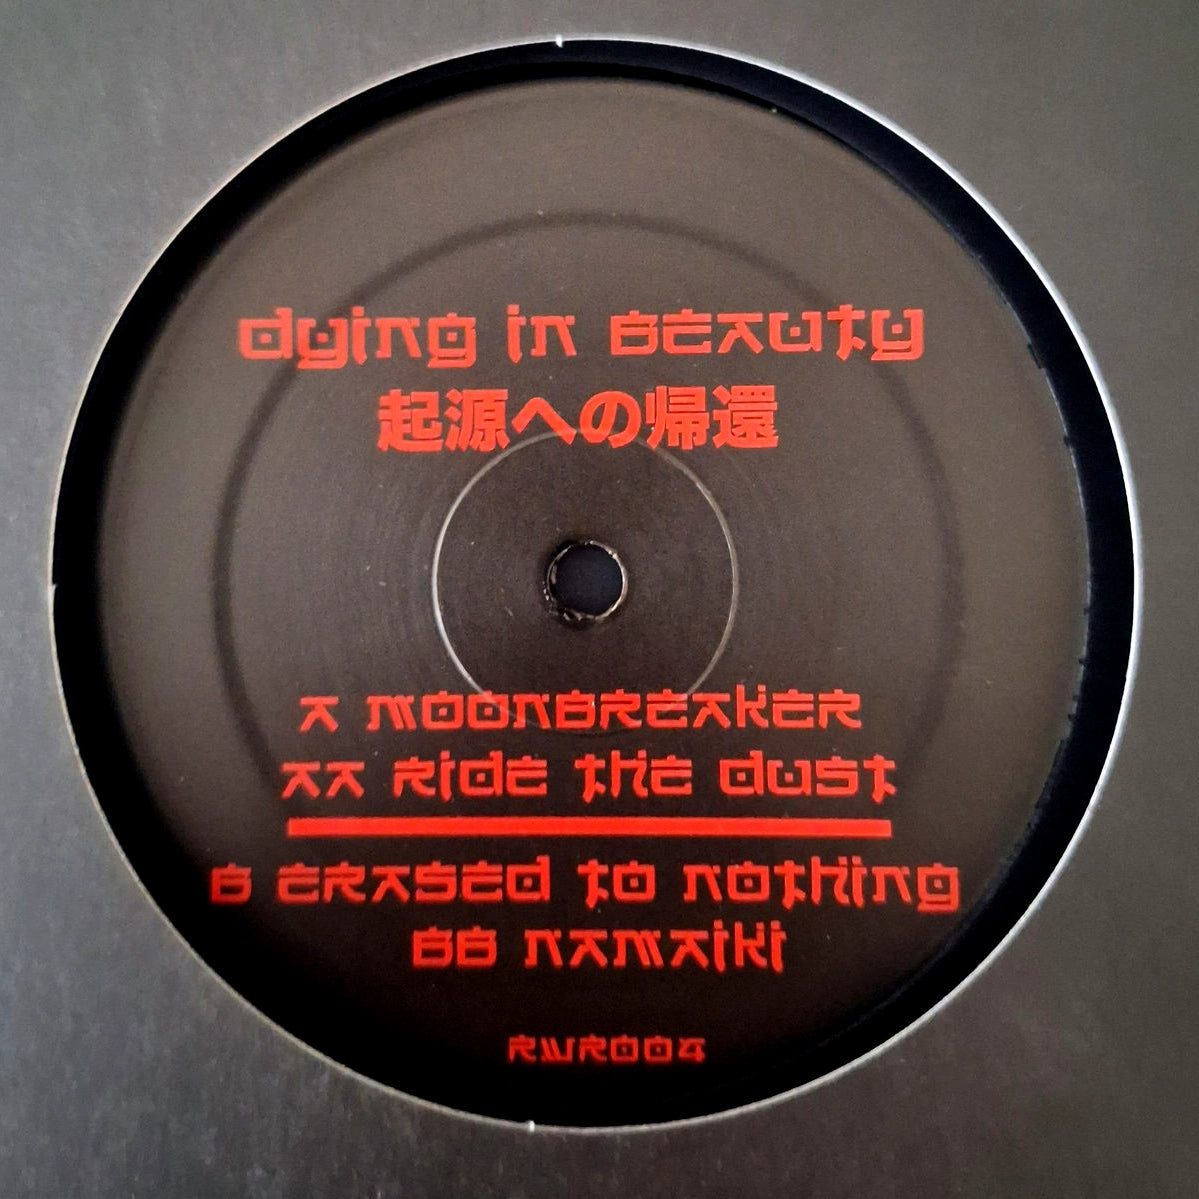 dying in BEAUty
起源への帰還
A MOONBREAKER
AA RidE thE dUSt
B ERASEd tO NOthing
BB NAMAiki
RWR004